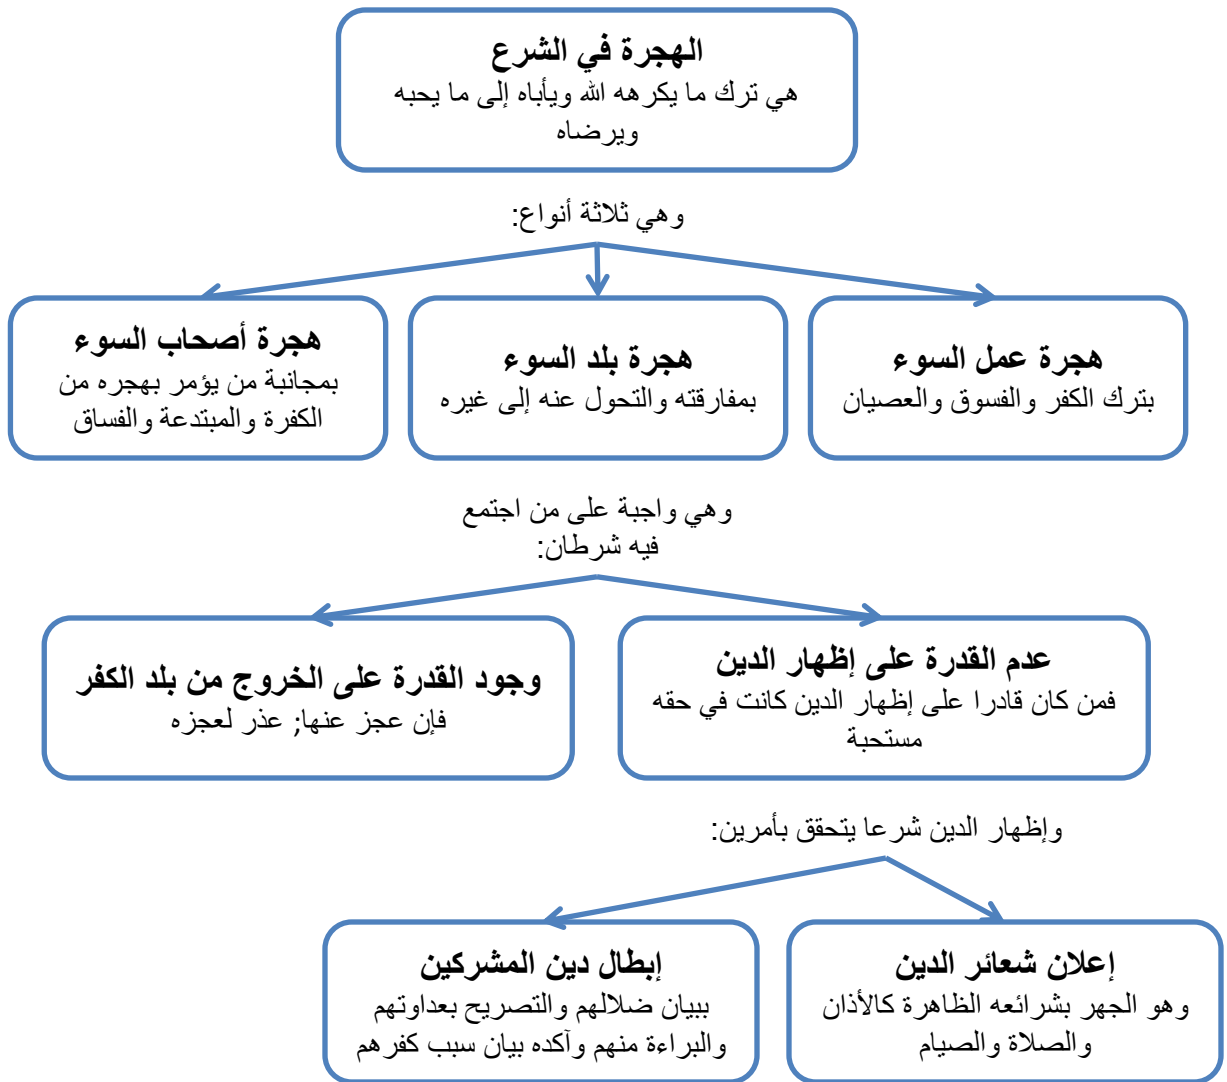 الهجرة في الشرع
هي ترك ما يكرهه الله ويأباه إلى ما يحبه
ويرضاه
وهي ثلاثة أنواع:
هجرة عمل السوء
بترك الكفر والفسوق والعصيان
هجرة بلد السوء
بمفارقته والتحول عنه إلى غيره
هجرة أصحاب السوء
بمجانبة من يؤمر بهجره من
الكفرة والمبتدعة والفساق
وهي واجبة على من اجتمع
فيه شرطان:
عدم القدرة على إظهار الدين
فمن كان قادرا على إظهار الدين كانت في حقه
مستحبة
وجود القدرة على الخروج من بلد الكفر
فإن عجز عنها; عذر لعجزه
وإظهار الدين شرعا يتحقق بأمرين:
إعلان شعائر الدين
وهو الجهر بشرائعه الظاهرة كالأذان
والصلاة والصيام
إبطال دين المشركين
ببيان ضلالهم والتصريح بعداوتهم
والبراءة منهم وآكده بيان سبب كفرهم